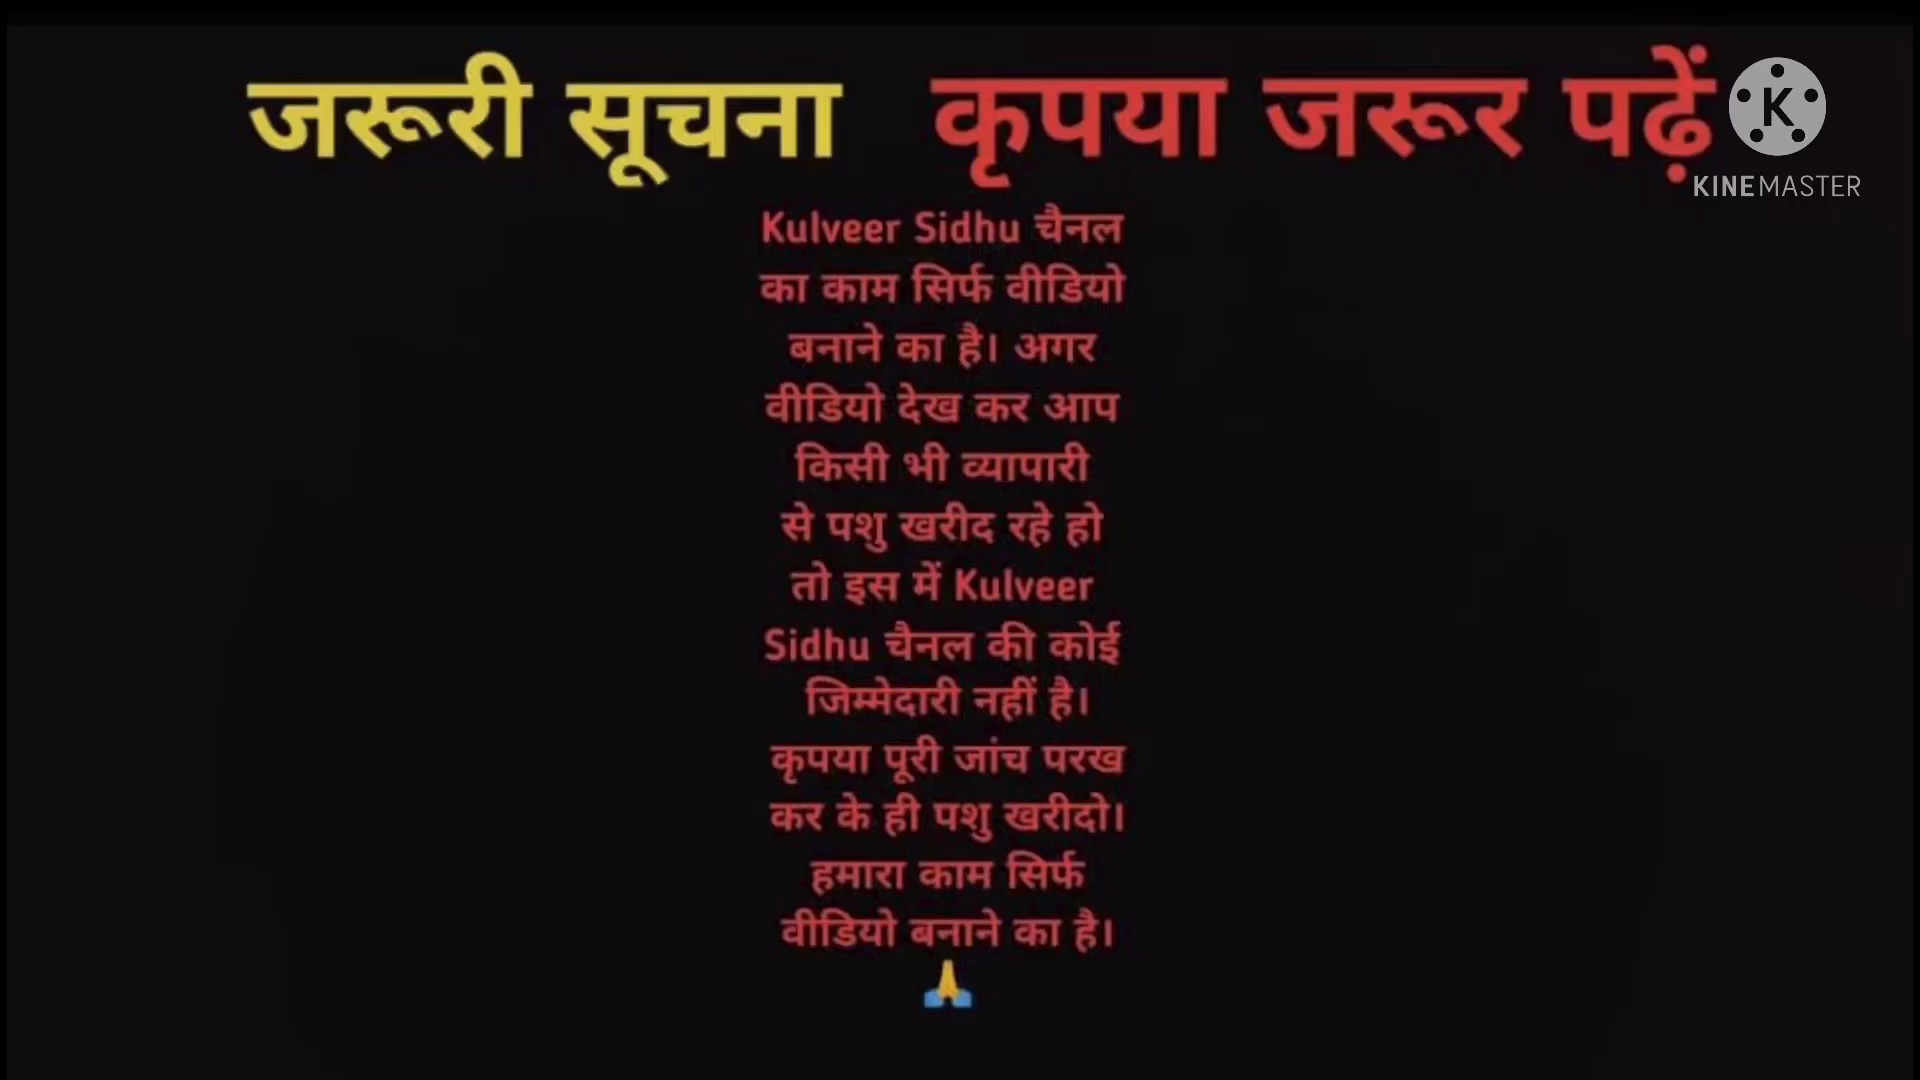 जरूरी सूचना कृपया जरूर पढ़ें
K
KINEMASTER
Kulveer Sidhu चैनल
का काम सिर्फ वीडियो
बनाने का है। अगर
वीडियो देख कर आप
किसी भी व्यापारी
से पशु खरीद रहे हो
तो इस में Kulveer
Sidhu चैनल की कोई
जिम्मेदारी नहीं है।
कृपया पूरी जांच परख
कर के ही पशु खरीदो।
हमारा काम सिर्फ
वीडियो बनाने का है।
🙏